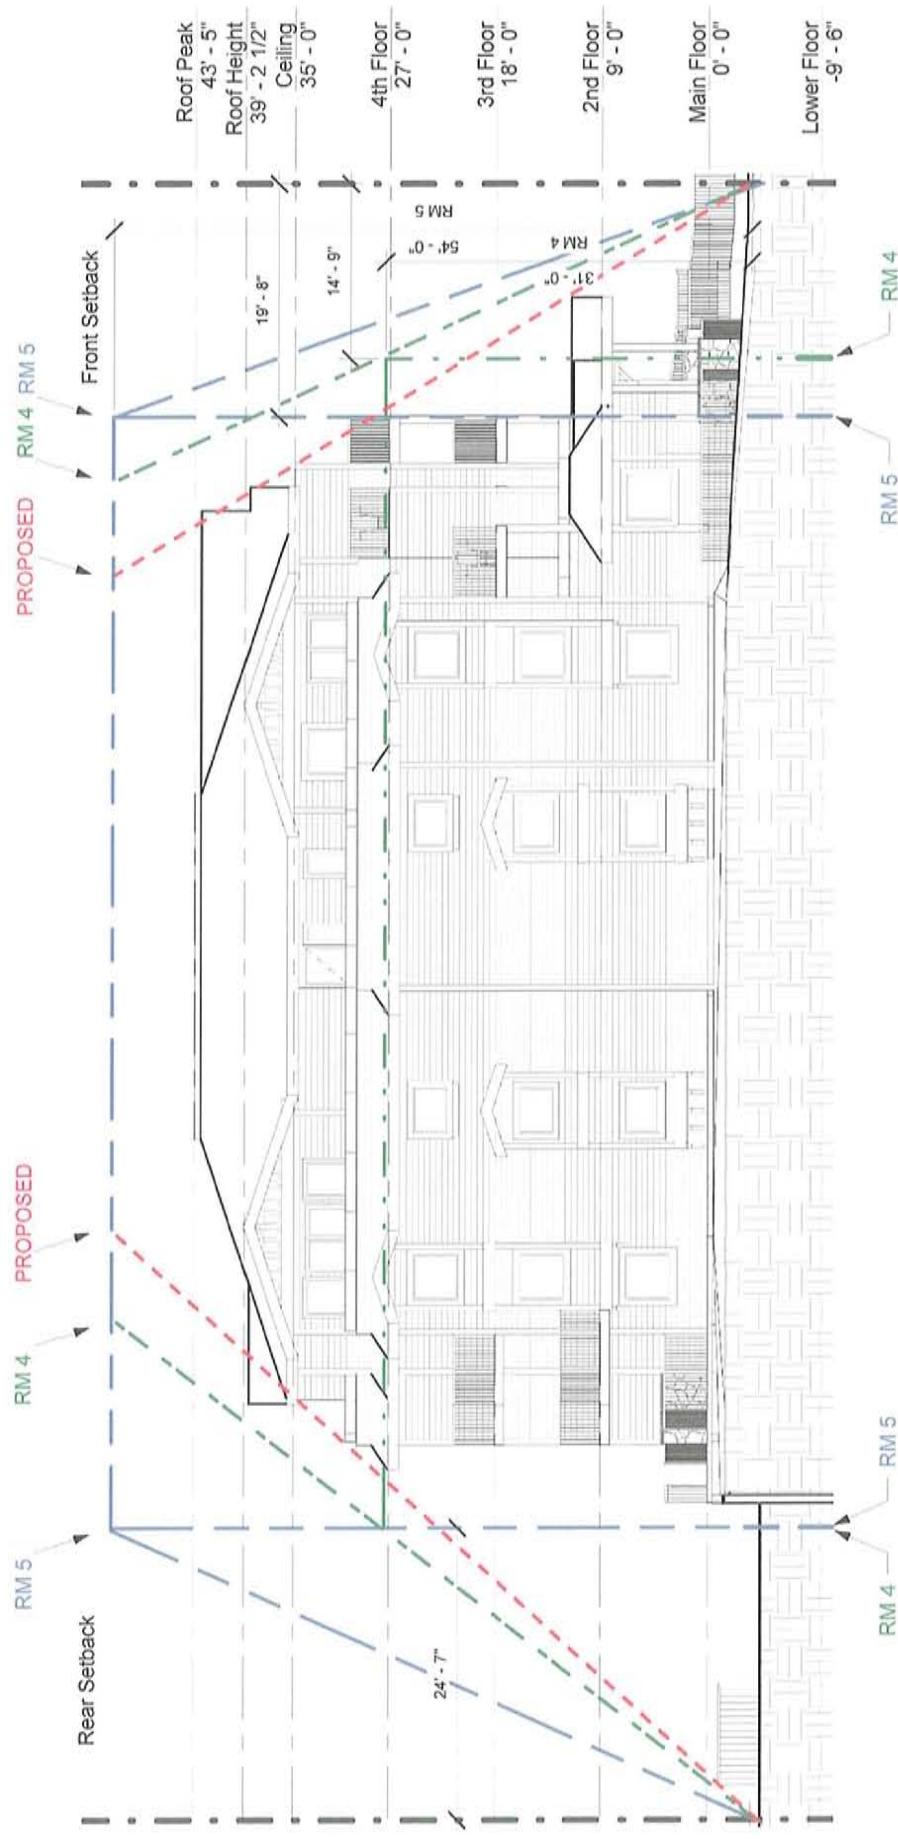 Roof Peak
43' - 5"
Roof Height
39' - 2 1/2"
Ceiling
35' - 0"
4th Floor
27' - 0"
3rd Floor
18' - 0"
2nd Floor
9' - 0"
Main Floor
0' - 0"
Lower Floor
-9' - 6"
Front Setback
19' - 8"
14' - 9"
RM 5
54' - 0"
RM 4
31' - 0"
RM 5
RM 4
PROPOSED
PROPOSED
RM 4
RM 5
Rear Setback
24' - 7"
RM 4
RM 5
RM 5
RM 4